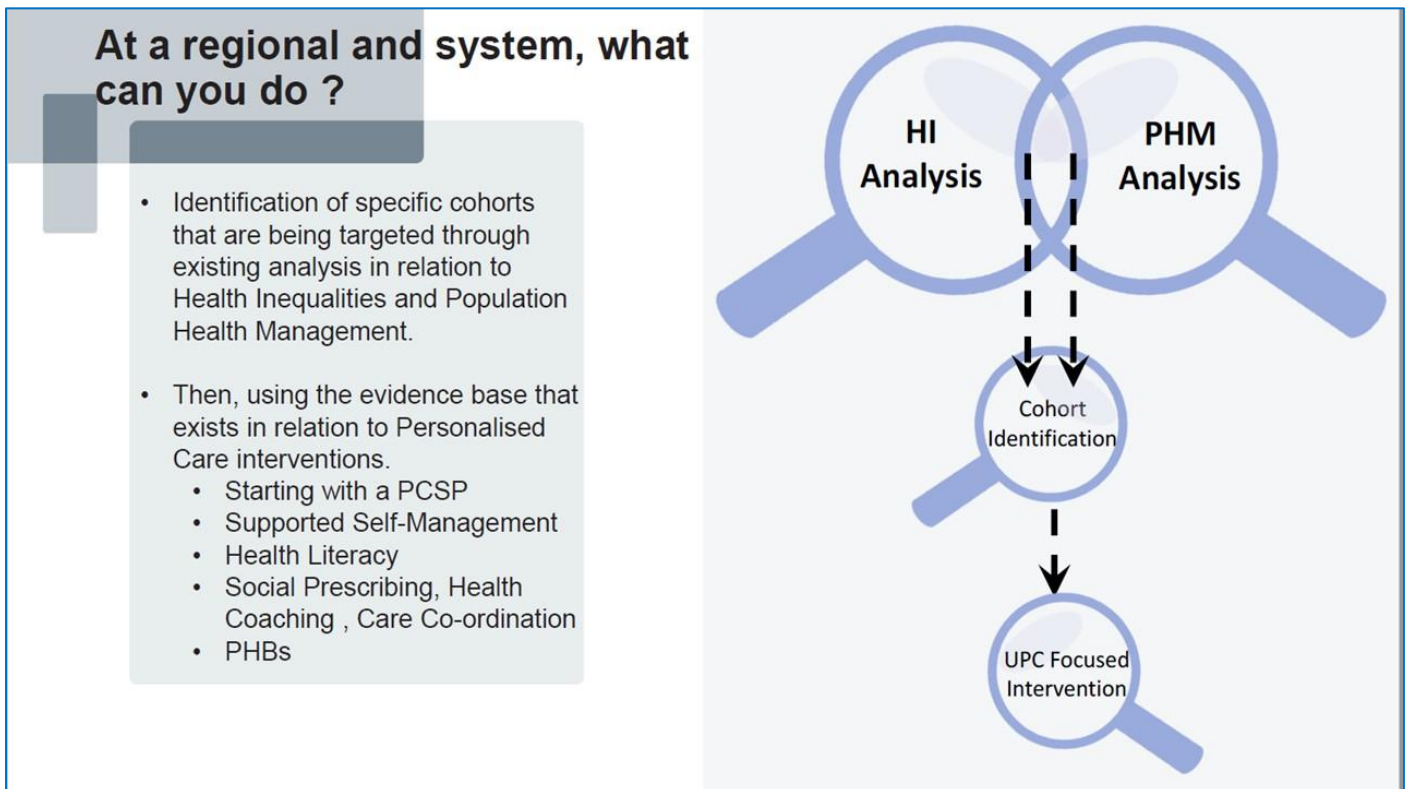 At a regional and system, what
can you do ?
• Identification of specific cohorts
that are being targeted through
existing analysis in relation to
Health Inequalities and Population
Health Management.
• Then, using the evidence base that
exists in relation to Personalised
Care interventions.
• Starting with a PCSP
• Supported Self-Management
• Health Literacy
• Social Prescribing, Health
Coaching , Care Co-ordination
• PHBs
HI
Analysis
PHM
Analysis
Cohort
Identification
UPC Focused
Intervention